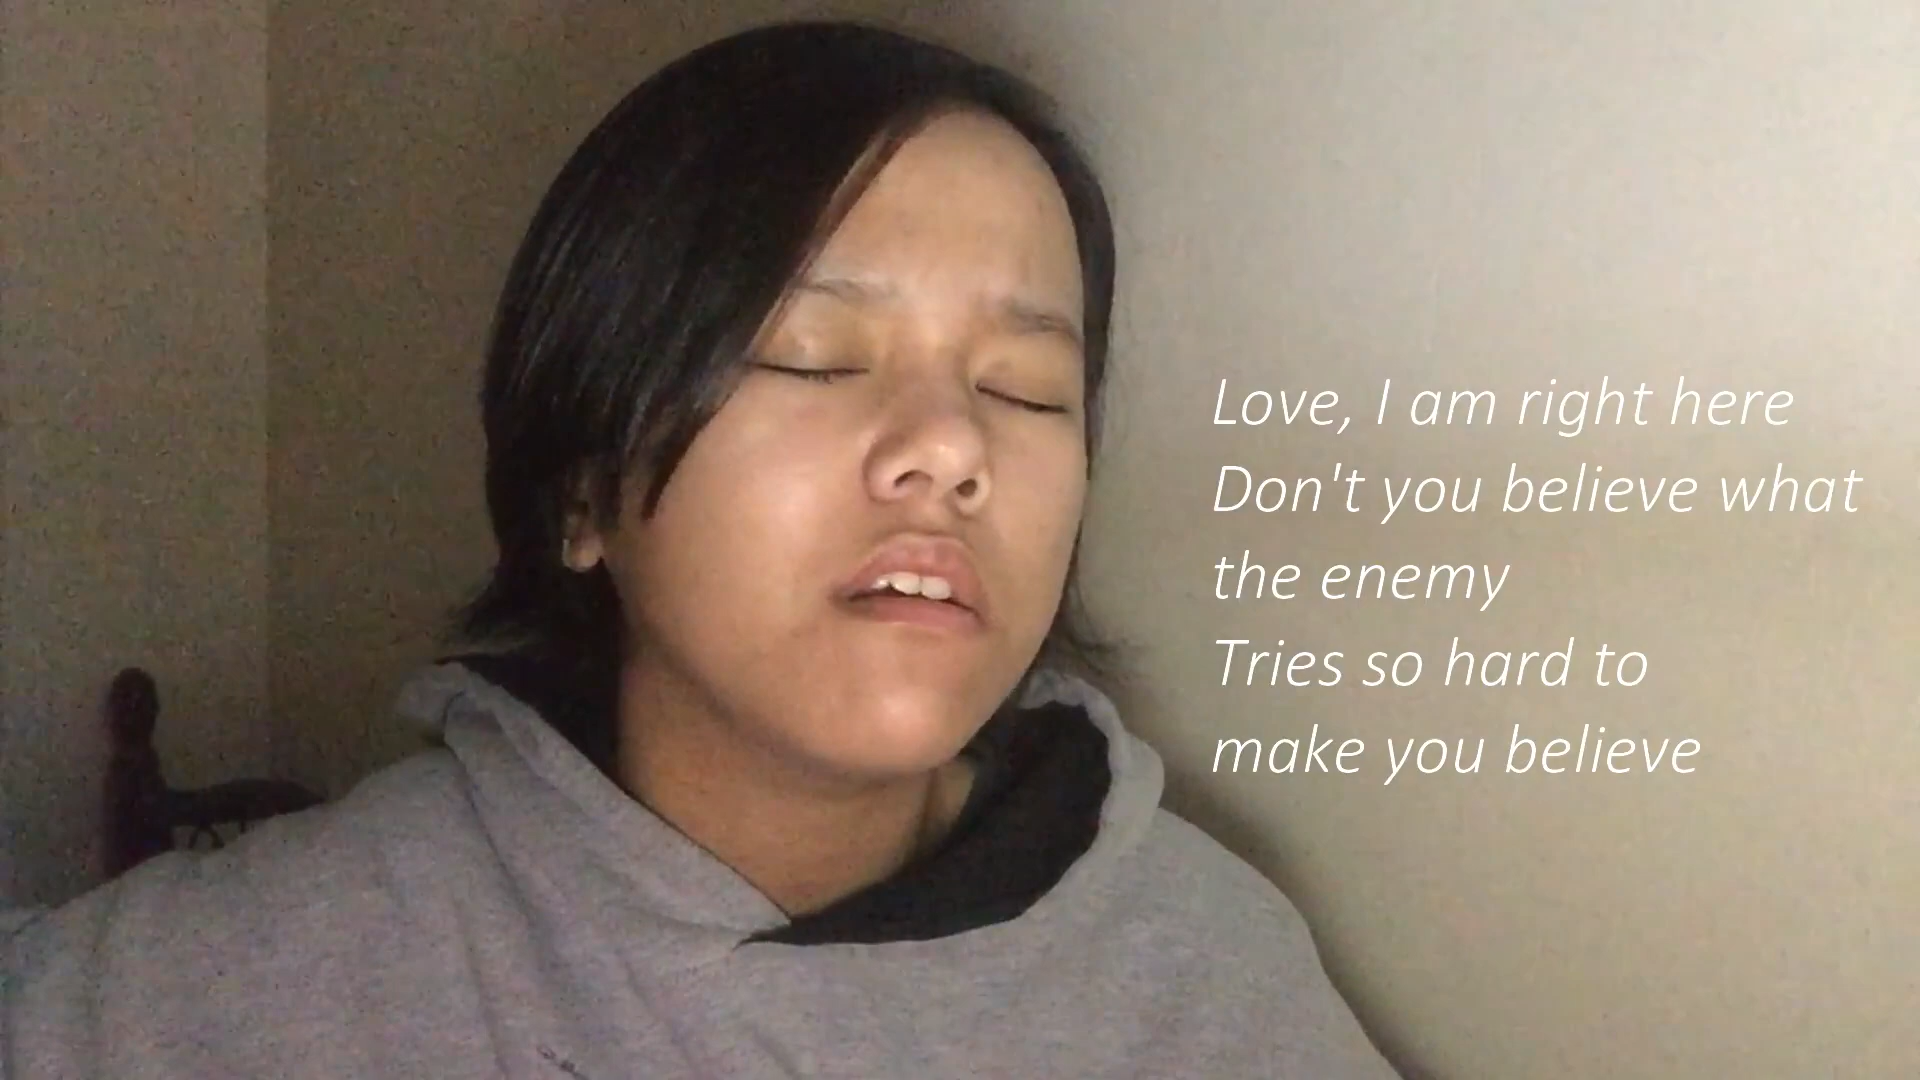 Love, I am right here
Don't you believe what
the enemy
Tries so hard to
make you believe